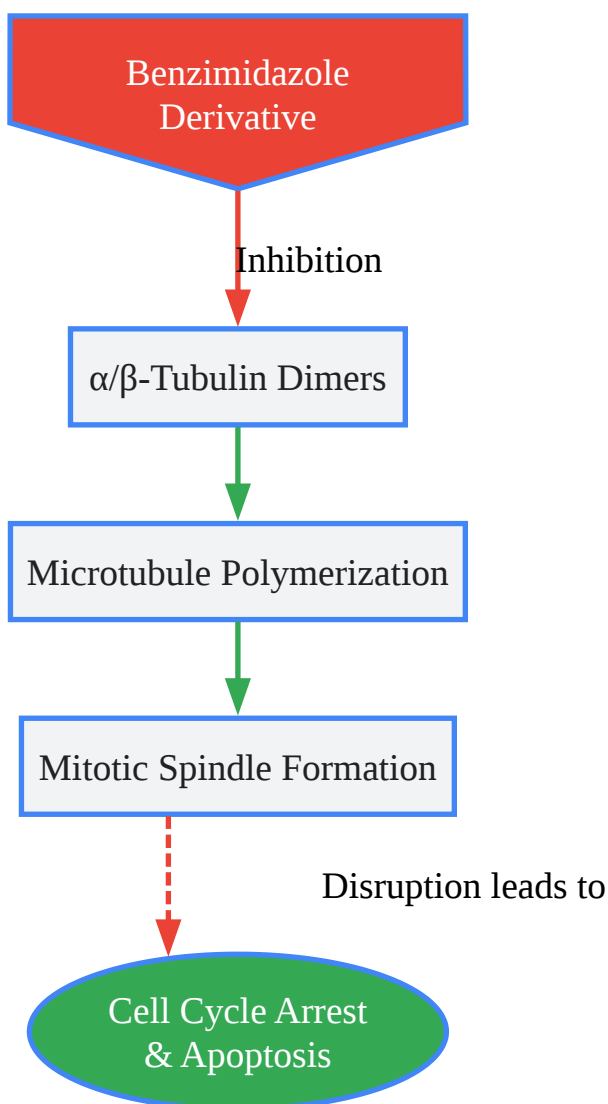 Benzimidazole
Derivative
Inhibition
α/β-Tubulin Dimers
Microtubule Polymerization
Mitotic Spindle Formation
Disruption leads to
Cell Cycle Arrest
& Apoptosis